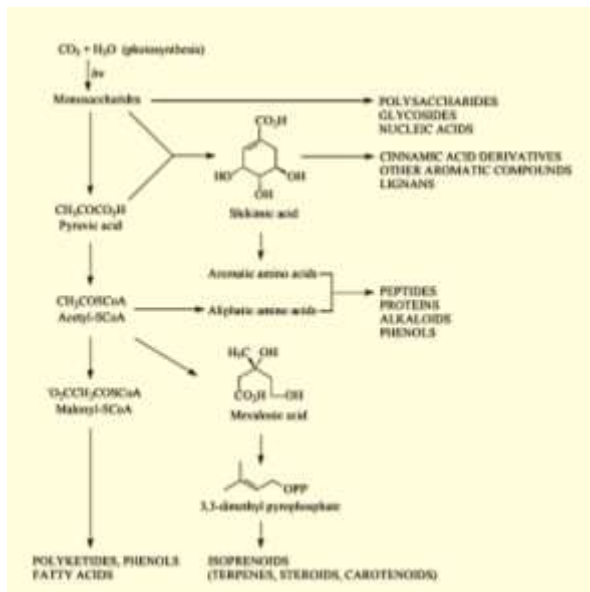 CO₂ + H₂O (photosynthesis)
hν
Monosaccharides
POLYSACCHARIDES
GLYCOSIDES
NUCLEIC ACIDS
CO₂H
HO
OH
OH
Shikimic acid
CINNAMIC ACID DERIVATIVES
OTHER AROMATIC COMPOUNDS
LIGNANS
CH₃COCO₂H
Pyruvic acid
Aromatic amino acids
CH₃COSCoA
Acetyl-SCoA
Aliphatic amino acids
PEPTIDES
PROTEINS
ALKALOIDS
PHENOLS
H₃C OH
CO₂H OH
Mevalonic acid
⁻O₂CCH₂COSCoA
Malonyl-SCoA
OPP
3,3-dimethyl pyrophosphate
POLYKETIDES, PHENOLS
FATTY ACIDS
ISOPRENOIDS
(TERPENES, STEROIDS, CAROTENOIDS)